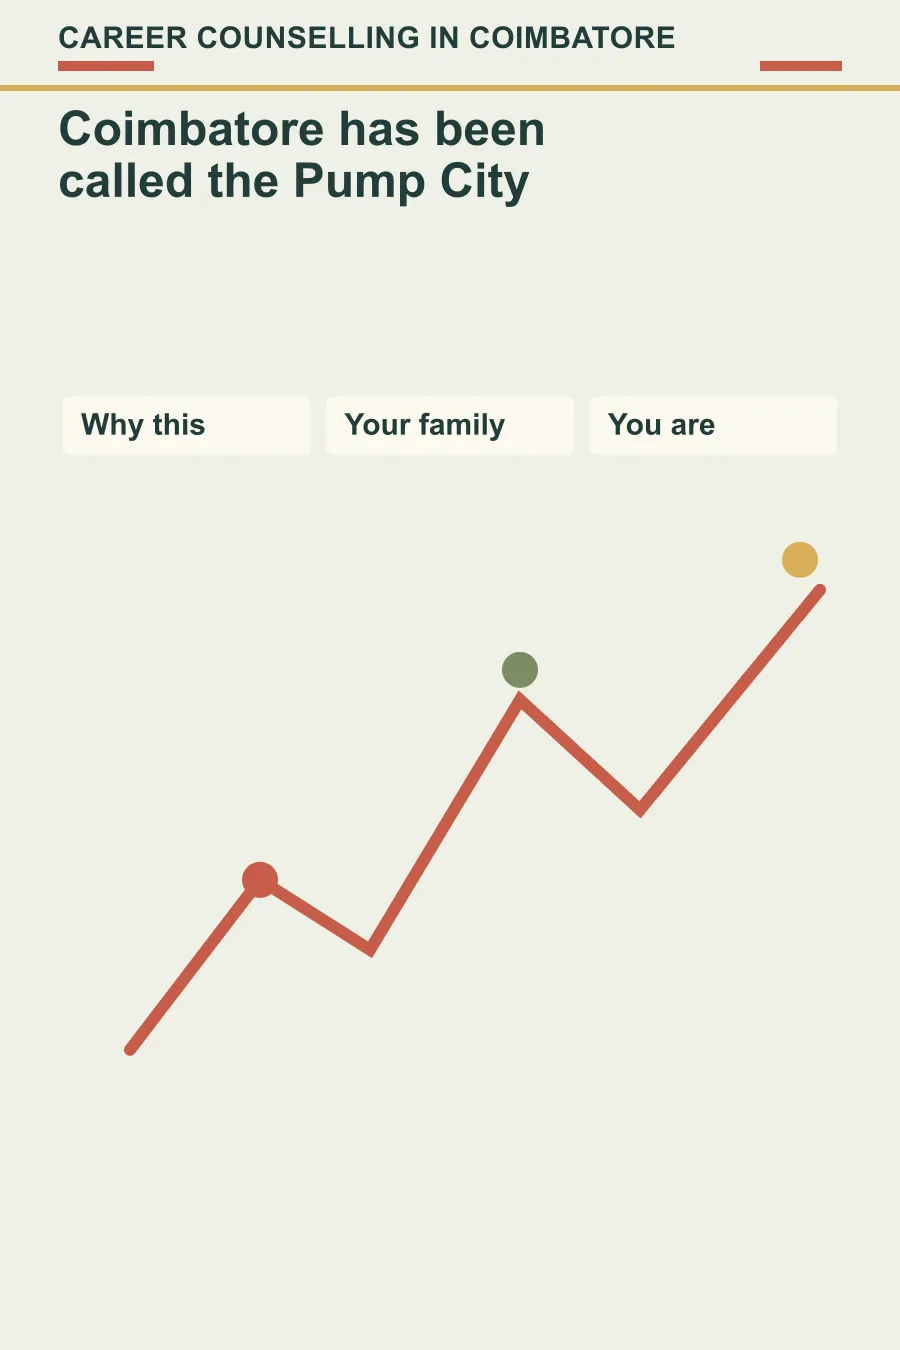 CAREER COUNSELLING IN COIMBATORE
Coimbatore has been
called the Pump City
Why this
Your family
You are